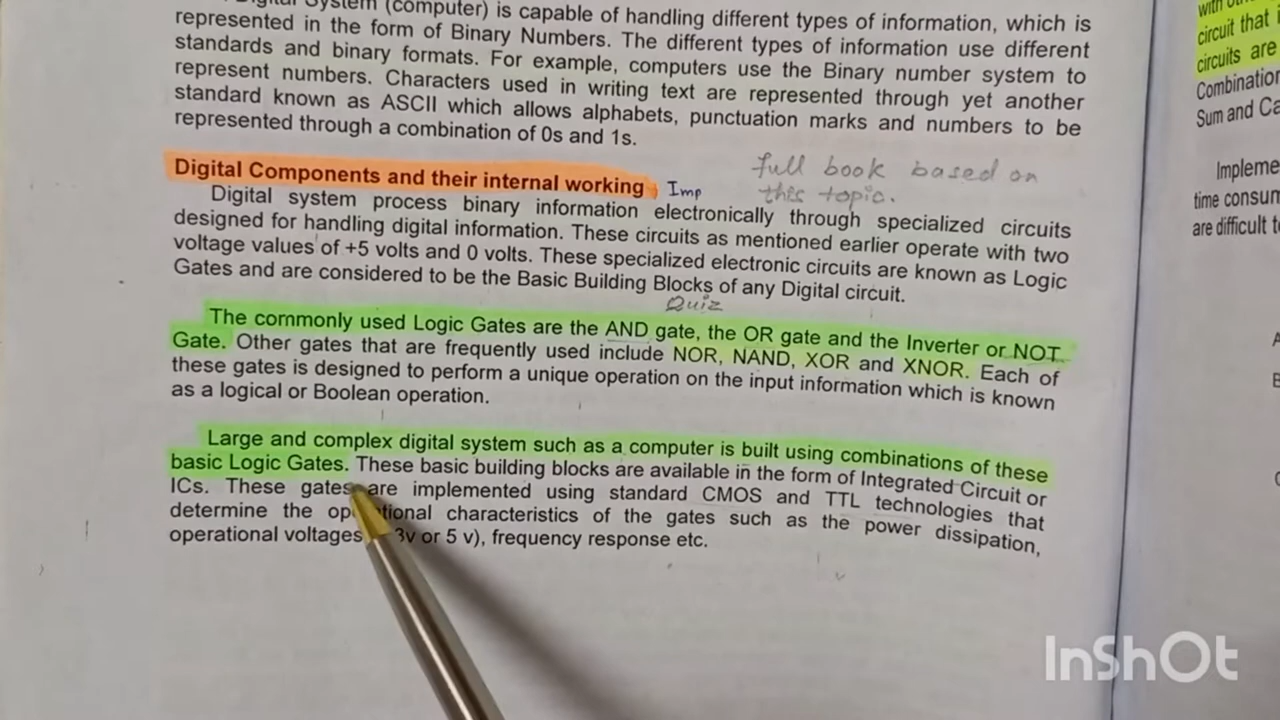 System (computer) is capable of handling different types of information, which is
represented in the form of Binary Numbers. The different types of information use different
standards and binary formats. For example, computers use the Binary number system to
represent numbers. Characters used in writing text are represented through yet another
standard known as ASCII which allows alphabets, punctuation marks and numbers to be
represented through a combination of 0s and 1s.
Digital Components and their internal working Imp
full book based on
this topic.
Digital system process binary information electronically through specialized circuits
designed for handling digital information. These circuits as mentioned earlier operate with two
voltage values of +5 volts and 0 volts. These specialized electronic circuits are known as Logic
Gates and are considered to be the Basic Building Blocks of any Digital circuit.
Quiz
The commonly used Logic Gates are the AND gate, the OR gate and the Inverter or NOT
Gate. Other gates that are frequently used include NOR, NAND, XOR and XNOR. Each of
these gates is designed to perform a unique operation on the input information which is known
as a logical or Boolean operation.
Large and complex digital system such as a computer is built using combinations of these
basic Logic Gates. These basic building blocks are available in the form of Integrated Circuit or
ICs. These gates are implemented using standard CMOS and TTL technologies that
determine the characteristics of the gates such as the power dissipation,
operational voltages 3v or 5 v), frequency response etc.
with
circuit that
circuits are
Sum and
time
are difficult
InShOt